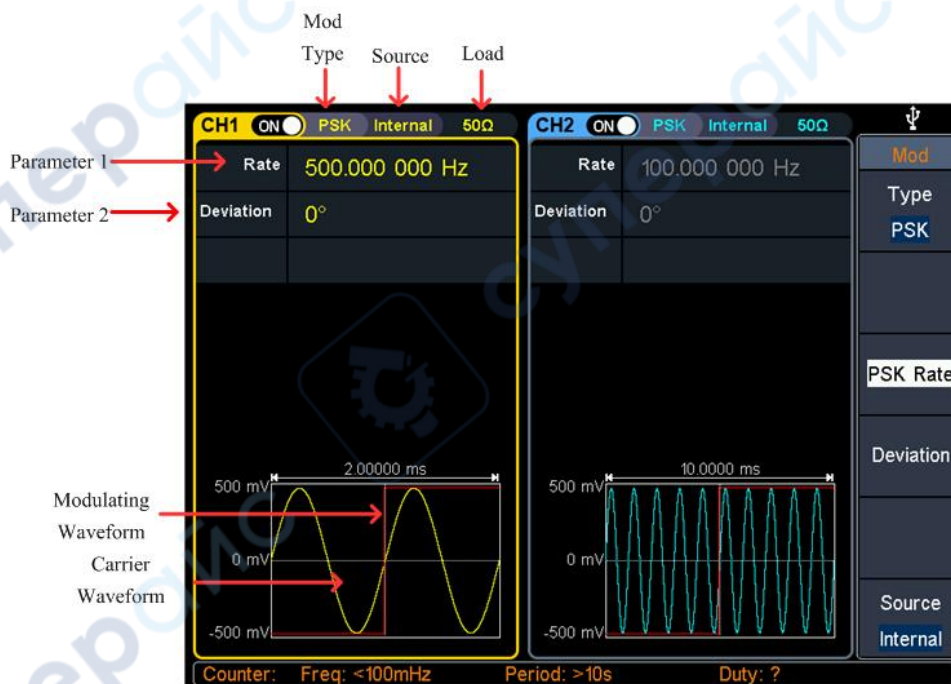 Mod
Type
Source
Load
CH1 ON PSK Internal 50Ω
CH2 ON PSK Internal 50Ω
Parameter 1
Rate 500.000 000 Hz
Rate 100.000 000 Hz
Mod
Parameter 2
Deviation 0°
Deviation 0°
Type
PSK
PSK Rate
Deviation
2.00000 ms
10.0000 ms
500 mV
500 mV
Modulating
Waveform
0 mV
0 mV
Carrier
Waveform
-500 mV
-500 mV
Source
Internal
Counter: Freq: <100mHz Period: >10s Duty: ?
суперайс